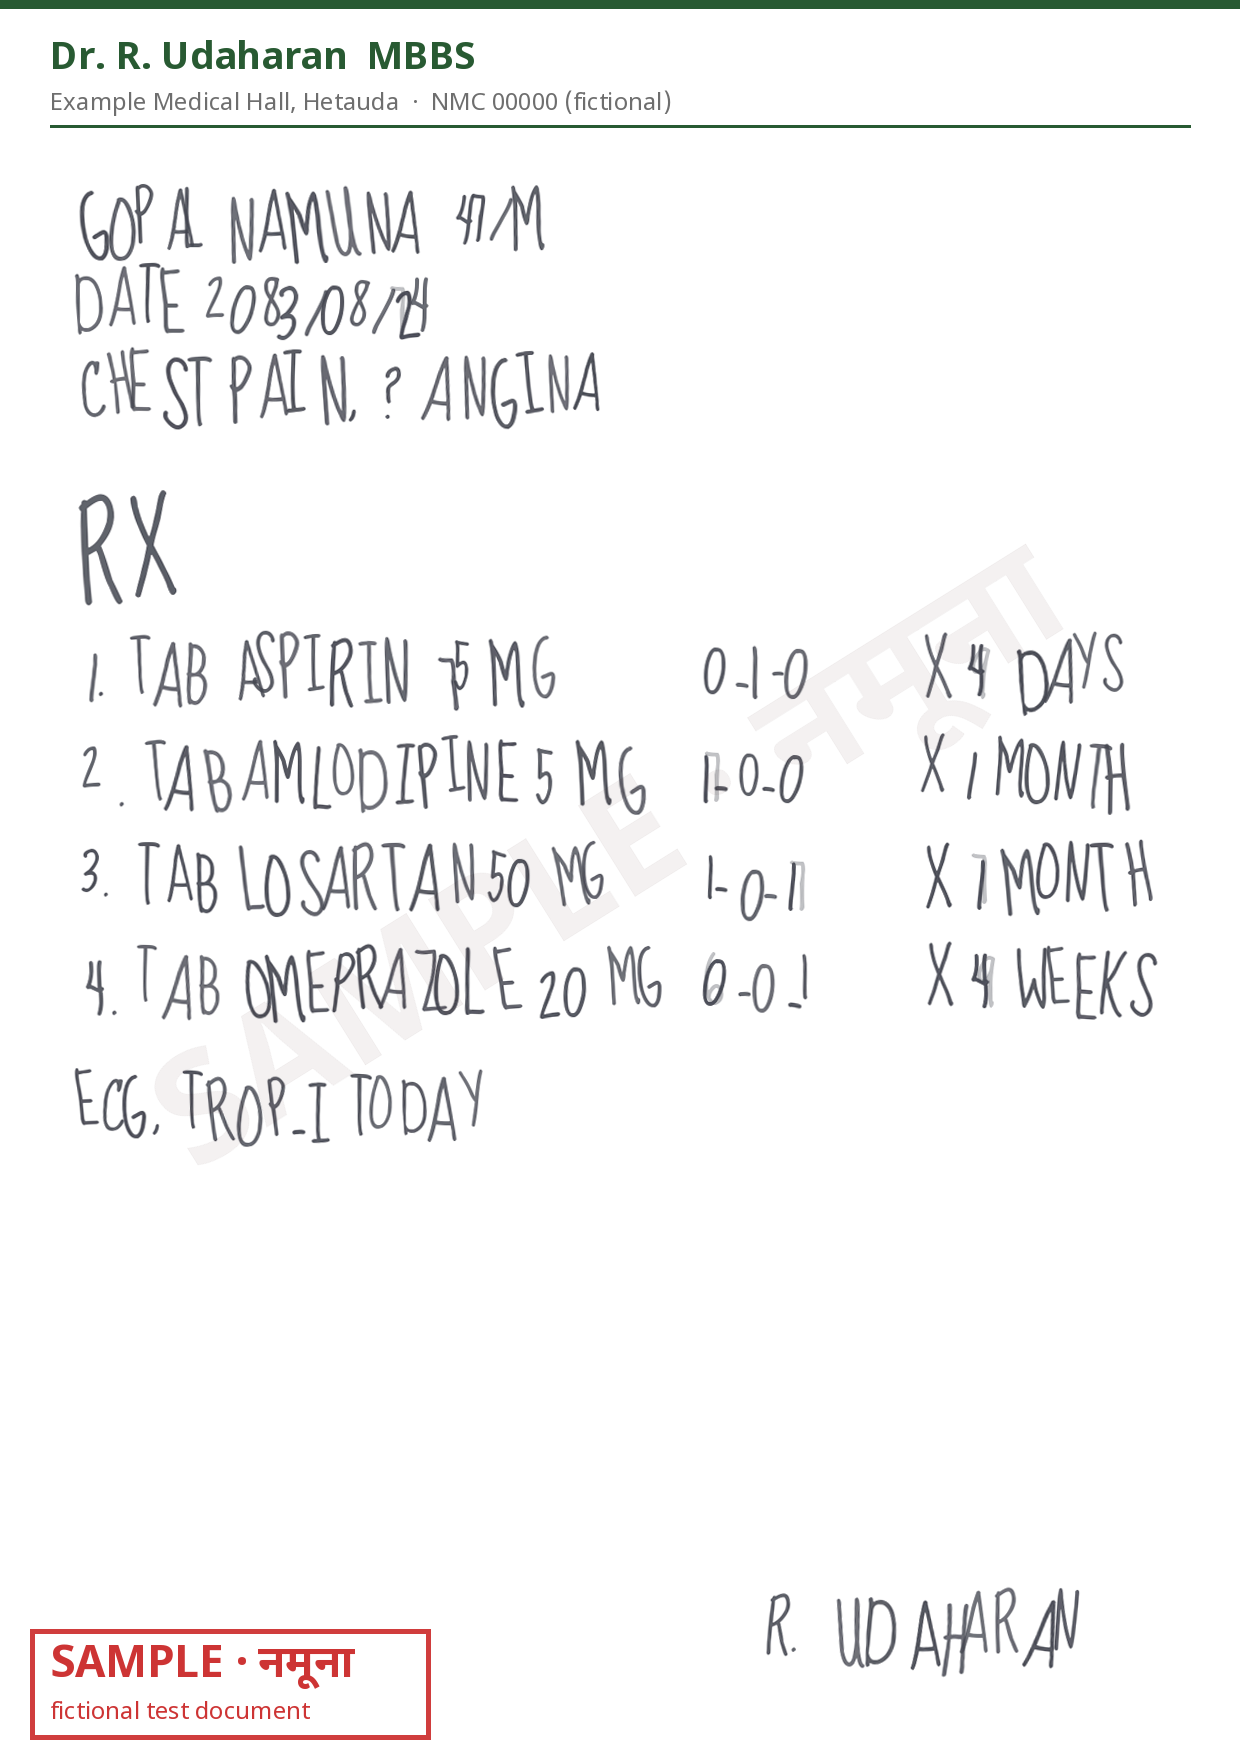 Dr. R. Udaharan MBBS
Example Medical Hall, Hetauda · NMC 00000 (fictional)
GOPAL NAMUNA 47/M
DATE 2083/08/24
CHEST PAIN, ? ANGINA
RX
1. TAB ASPIRIN 75 MG 0-1-0 X 4 DAYS
2. TAB AMLODIPINE 5 MG 1-0-0 X 1 MONTH
3. TAB LOSARTAN 50 MG 1-0-1 X 1 MONTH
4. TAB OMEPRAZOLE 20 MG 0-0-1 X 4 WEEKS
ECG, TROP-I TODAY
SAMPLE · नमूना
R. UDAHARAN
SAMPLE · नमूना
fictional test document